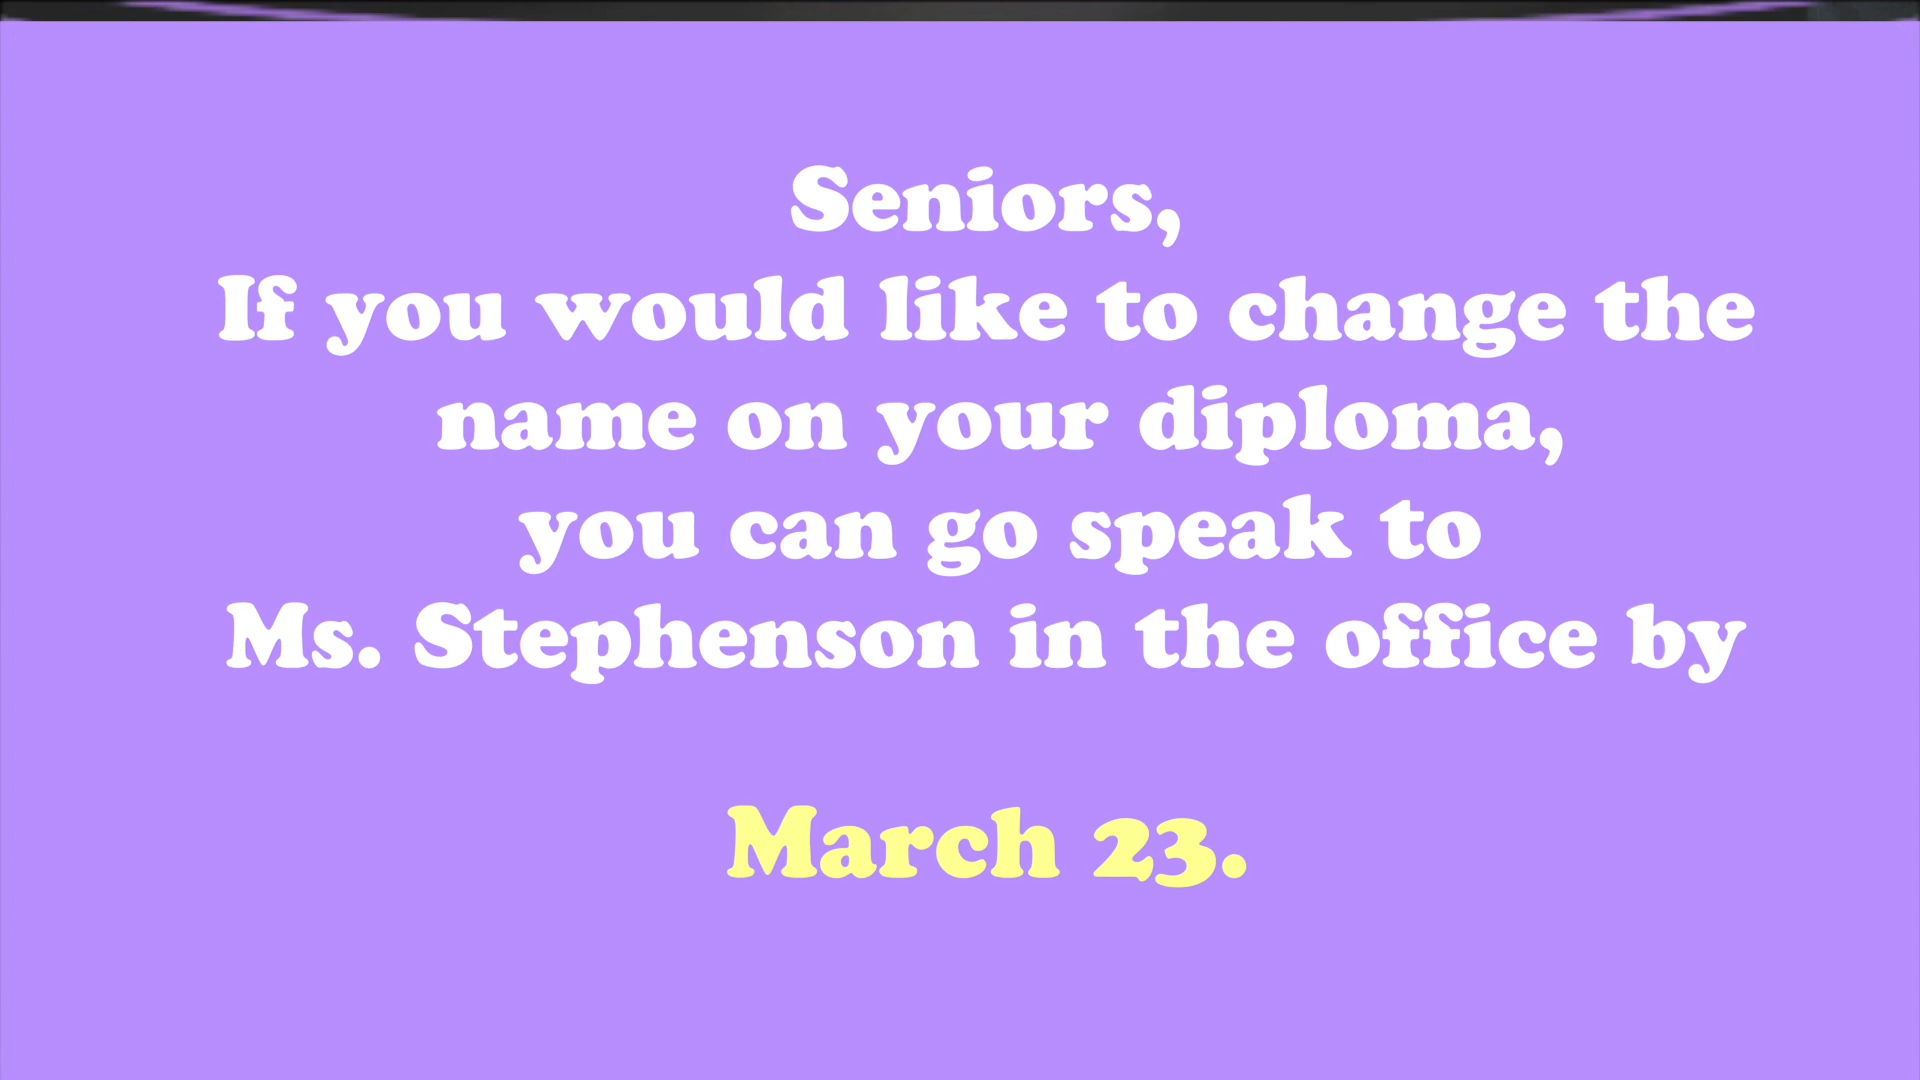 Seniors,
If you would like to change the
name on your diploma,
you can go speak to
Ms. Stephenson in the office by
March 23.